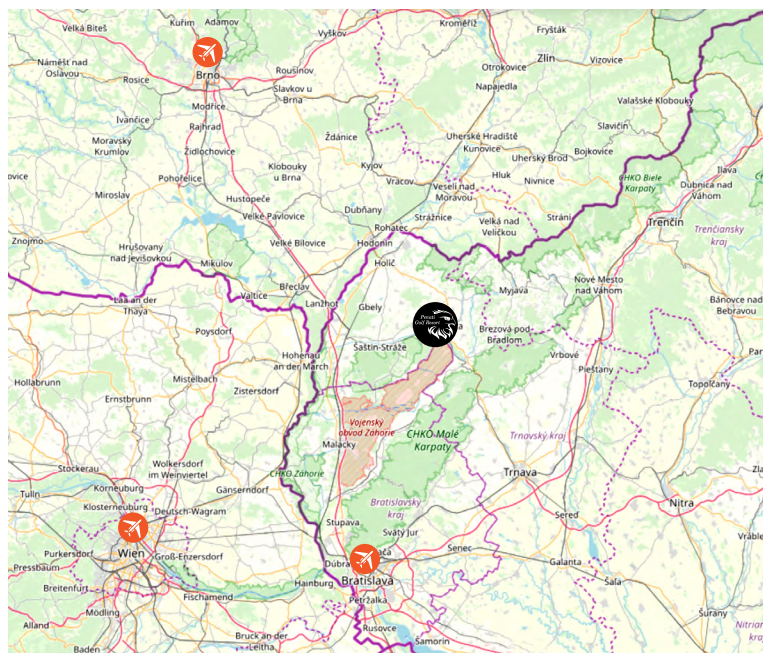 Kuřim
Adamov
Velká Bíteš
Vyškov
Kroměříž
Fryšták
Zlín
Vizovice
Otrokovice
Napajedla
Náměšť nad
Oslavou
Rosice
Brno
Rousínov
Slavkov u
Brna
Modřice
Rajhrad
Ivančice
Židlochovice
Moravský
Krumlov
Ždánice
Uherské Hradiště
Kunovice
Valašské Klobouky
Slavičín
Bojkovice
Uherský Brod
Pohořelice
Klobouky
u Brna
Kyjov
Vracov
Veselí nad
Moravou
Hluk
Nivnice
CHKO Biele
Karpaty
Ilava
Dubnica nad
Váhom
ovice
Miroslav
Hustopeče
Velké Pavlovice
Dubňany
Strážnice
Rohatec
Velká nad
Veličkou
Strání
Trenčín
Trenčiansky
kraj
Znojmo
Hrušovany
nad Jevišovkou
Mikulov
Velké Bílovice
Hodonín
Holíč
Břeclav
Valtice
Lanžhot
Gbely
Myjava
Nové Mesto
nad Váhom
Bánovce nad
Bebravou
Laa an der
Thaya
Poysdorf
Penati
Golf Resort
Brezová pod
Bradlom
Hohenau
an der March
Šaštín-Stráže
Vrbové
Piešťany
Topoľčany
Hollabrunn
Mistelbach
Zistersdorf
Ernstbrunn
Vojenský
obvod Záhorie
CHKO Malé
Karpaty
Trnavský kraj
Malacky
Stockerau
Wolkersdorf
im Weinviertel
CHKO Záhorie
Trnava
Korneuburg
Tulln
Klosterneuburg
Gänserndorf
Deutsch-Wagram
Bratislavský
kraj
Nitra
Sereď
Stupava
Svätý Jur
Vráble
Purkersdorf
Wien
Groß-Enzersdorf
Senec
Galanta
Pressbaum
Breitenfurt
Hainburg
Bratislava
Šaľa
Fischamend
Petržalka
Mödling
Alland
Bruck an der
Leitha
Rusovce
Šamorín
Šurany
Baden